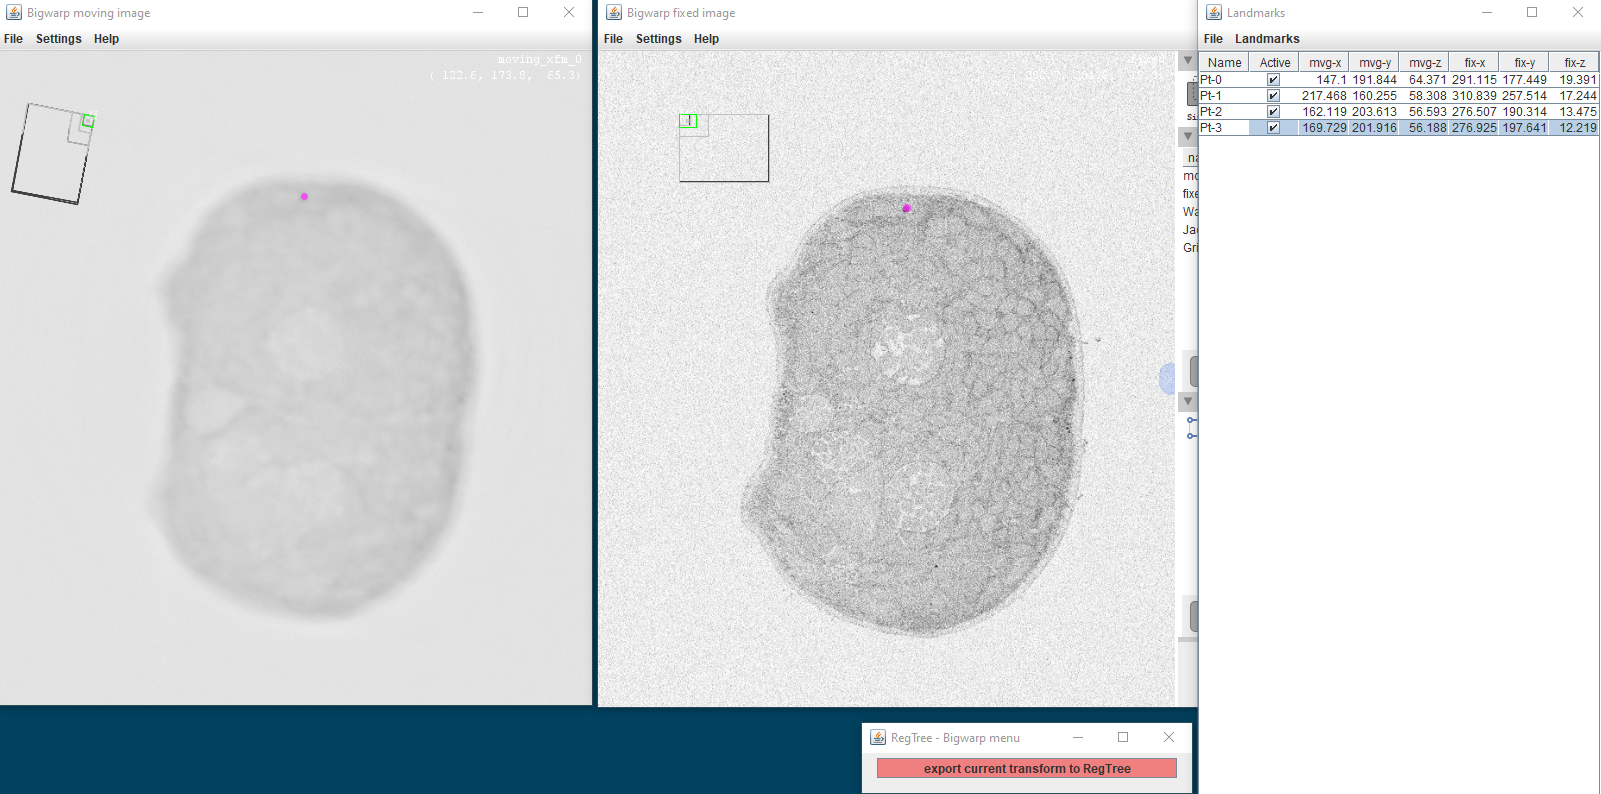 Bigwarp moving image
File Settings Help
moving_xfm_0
( 122.6, 173.8, 65.3)
Bigwarp fixed image
File Settings Help
na
mo
fixe
Wa
Jac
Gri
Landmarks
File Landmarks
Name Active mvg-x mvg-y mvg-z fix-x fix-y fix-z
Pt-0 147.1 191.844 64.371 291.115 177.449 19.391
Pt-1 217.468 160.255 58.308 310.839 257.514 17.244
Pt-2 162.119 203.613 56.593 276.507 190.314 13.475
Pt-3 169.729 201.916 56.188 276.925 197.641 12.219
RegTree - Bigwarp menu
export current transform to RegTree